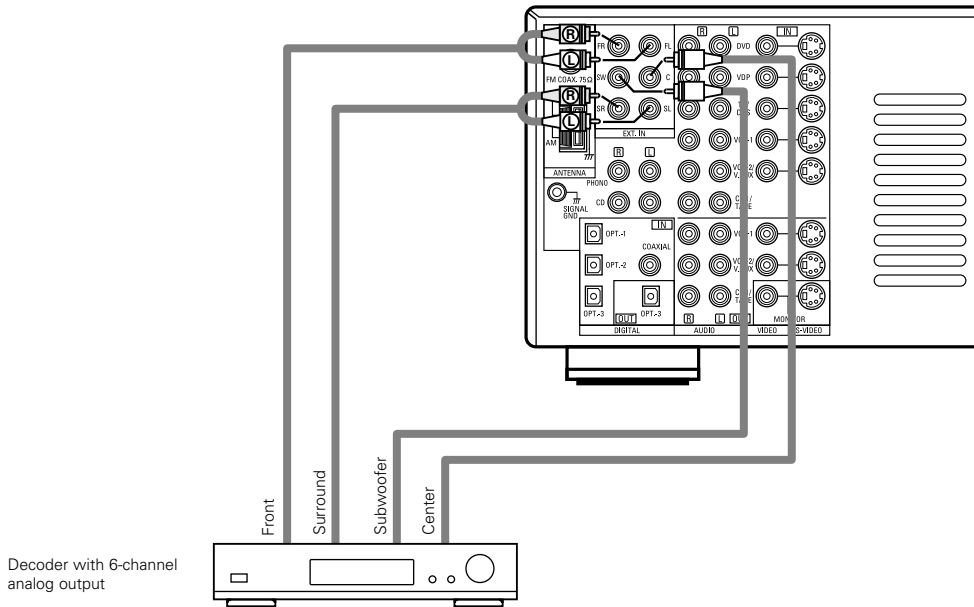 R L IN
R
FR FL DVD
L
FM COAX. 75Ω SW C VDP
R
SR SL
L
EXT. IN
AM
R L
ANTENNA
PHONO
CD
SIGNAL
GND
IN
OPT.-1
COAXIAL
OPT.-2
OPT.-3 OUT OPT.-3 R L OUT MONITOR
DIGITAL AUDIO VIDEO S-VIDEO
Front
Surround
Subwoofer
Center
Decoder with 6-channel
analog output